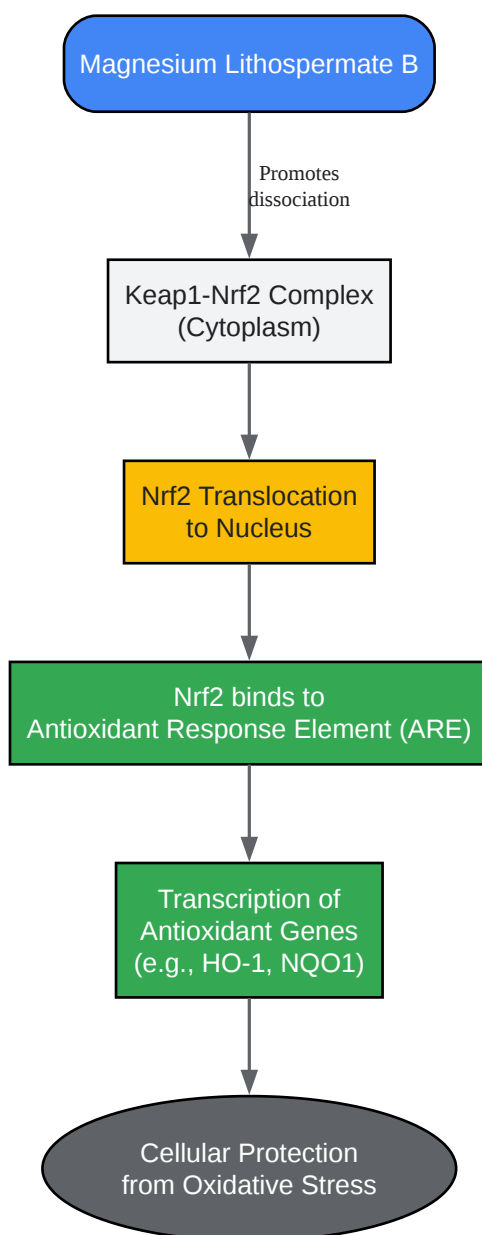 Magnesium Lithospermate B
Promotes
dissociation
Keap1-Nrf2 Complex
(Cytoplasm)
Nrf2 Translocation
to Nucleus
Nrf2 binds to
Antioxidant Response Element (ARE)
Transcription of
Antioxidant Genes
(e.g., HO-1, NQO1)
Cellular Protection
from Oxidative Stress